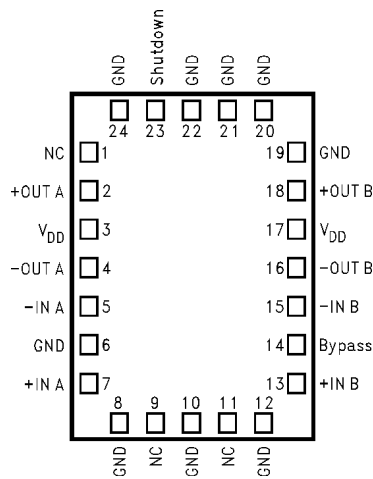 GND Shutdown GND GND GND
24 23 22 21 20
NC 1 19 GND
+OUT A 2 18 +OUT B
VDD 3 17 VDD
-OUT A 4 16 -OUT B
-IN A 5 15 -IN B
GND 6 14 Bypass
+IN A 7 13 +IN B
8 9 10 11 12
GND NC GND NC GND